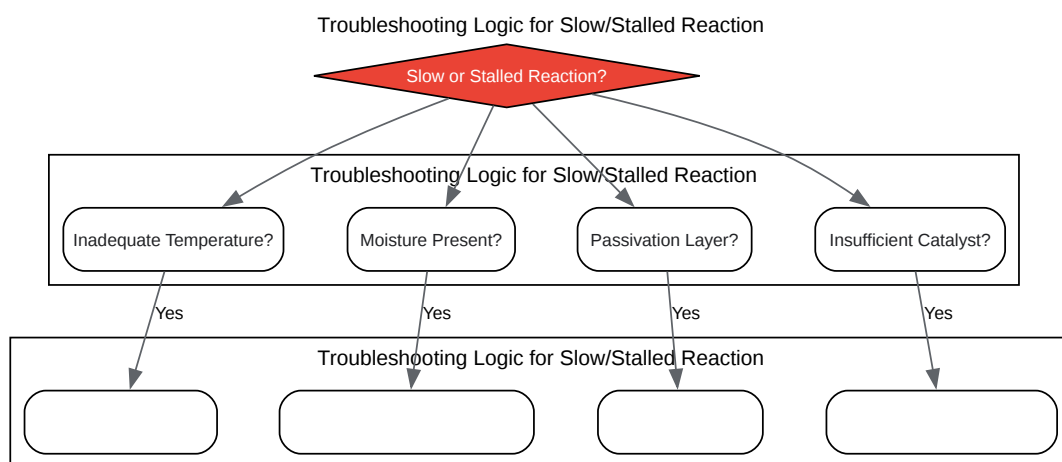 Troubleshooting Logic for Slow/Stalled Reaction
Slow or Stalled Reaction?
Troubleshooting Logic for Slow/Stalled Reaction
Inadequate Temperature?
Moisture Present?
Passivation Layer?
Insufficient Catalyst?
Yes
Yes
Yes
Yes
Troubleshooting Logic for Slow/Stalled Reaction